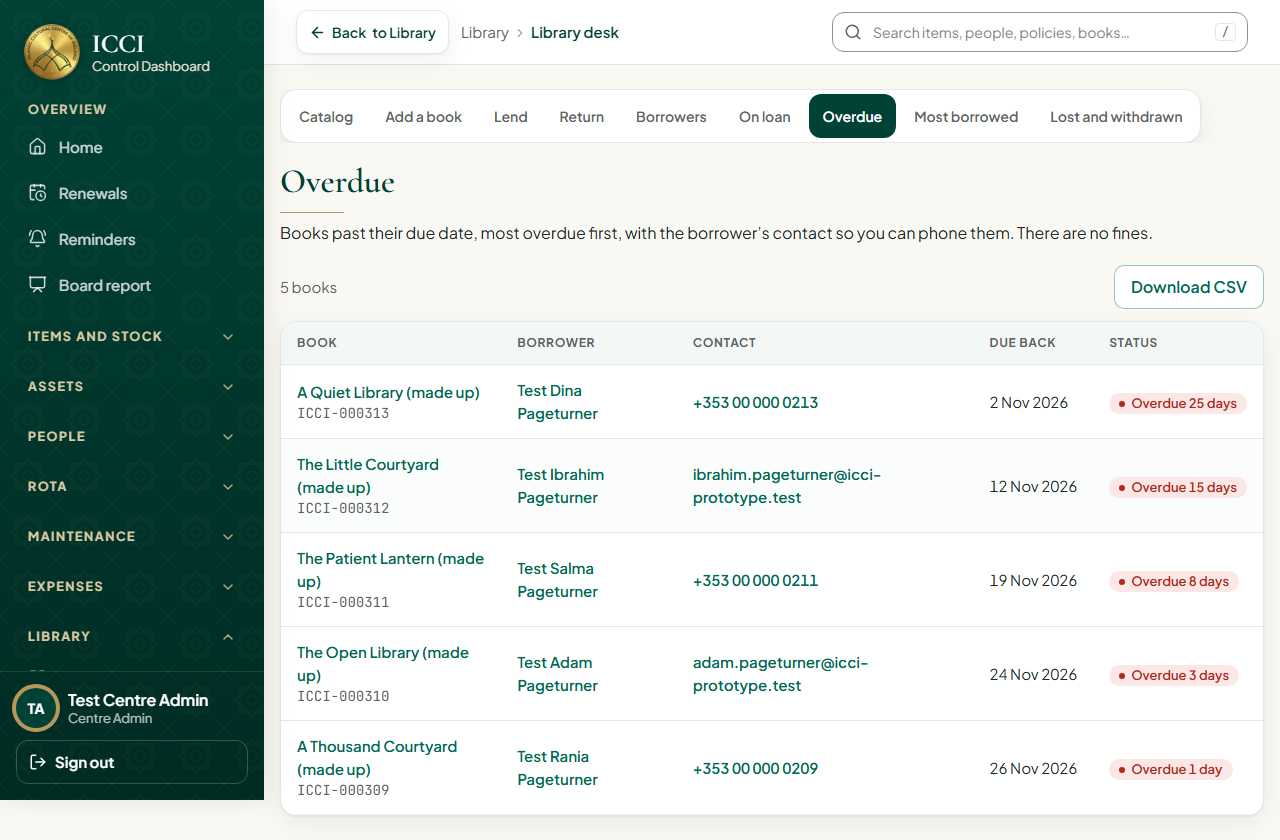 ICCI
Control Dashboard
OVERVIEW
Home
Renewals
Reminders
Board report
ITEMS AND STOCK
ASSETS
PEOPLE
ROTA
MAINTENANCE
EXPENSES
LIBRARY
TA
Test Centre Admin
Centre Admin
Sign out
Back to Library
Library › Library desk
Search items, people, policies, books…
/
Catalog Add a book Lend Return Borrowers On loan Overdue Most borrowed Lost and withdrawn
Overdue
Books past their due date, most overdue first, with the borrower’s contact so you can phone them. There are no fines.
5 books
Download CSV
BOOK BORROWER CONTACT DUE BACK STATUS
A Quiet Library (made up)
ICCI-000313
Test Dina
Pageturner
+353 00 000 0213
2 Nov 2026
Overdue 25 days
The Little Courtyard
(made up)
ICCI-000312
Test Ibrahim
Pageturner
ibrahim.pageturner@icci-
prototype.test
12 Nov 2026
Overdue 15 days
The Patient Lantern (made
up)
ICCI-000311
Test Salma
Pageturner
+353 00 000 0211
19 Nov 2026
Overdue 8 days
The Open Library (made
up)
ICCI-000310
Test Adam
Pageturner
adam.pageturner@icci-
prototype.test
24 Nov 2026
Overdue 3 days
A Thousand Courtyard
(made up)
ICCI-000309
Test Rania
Pageturner
+353 00 000 0209
26 Nov 2026
Overdue 1 day